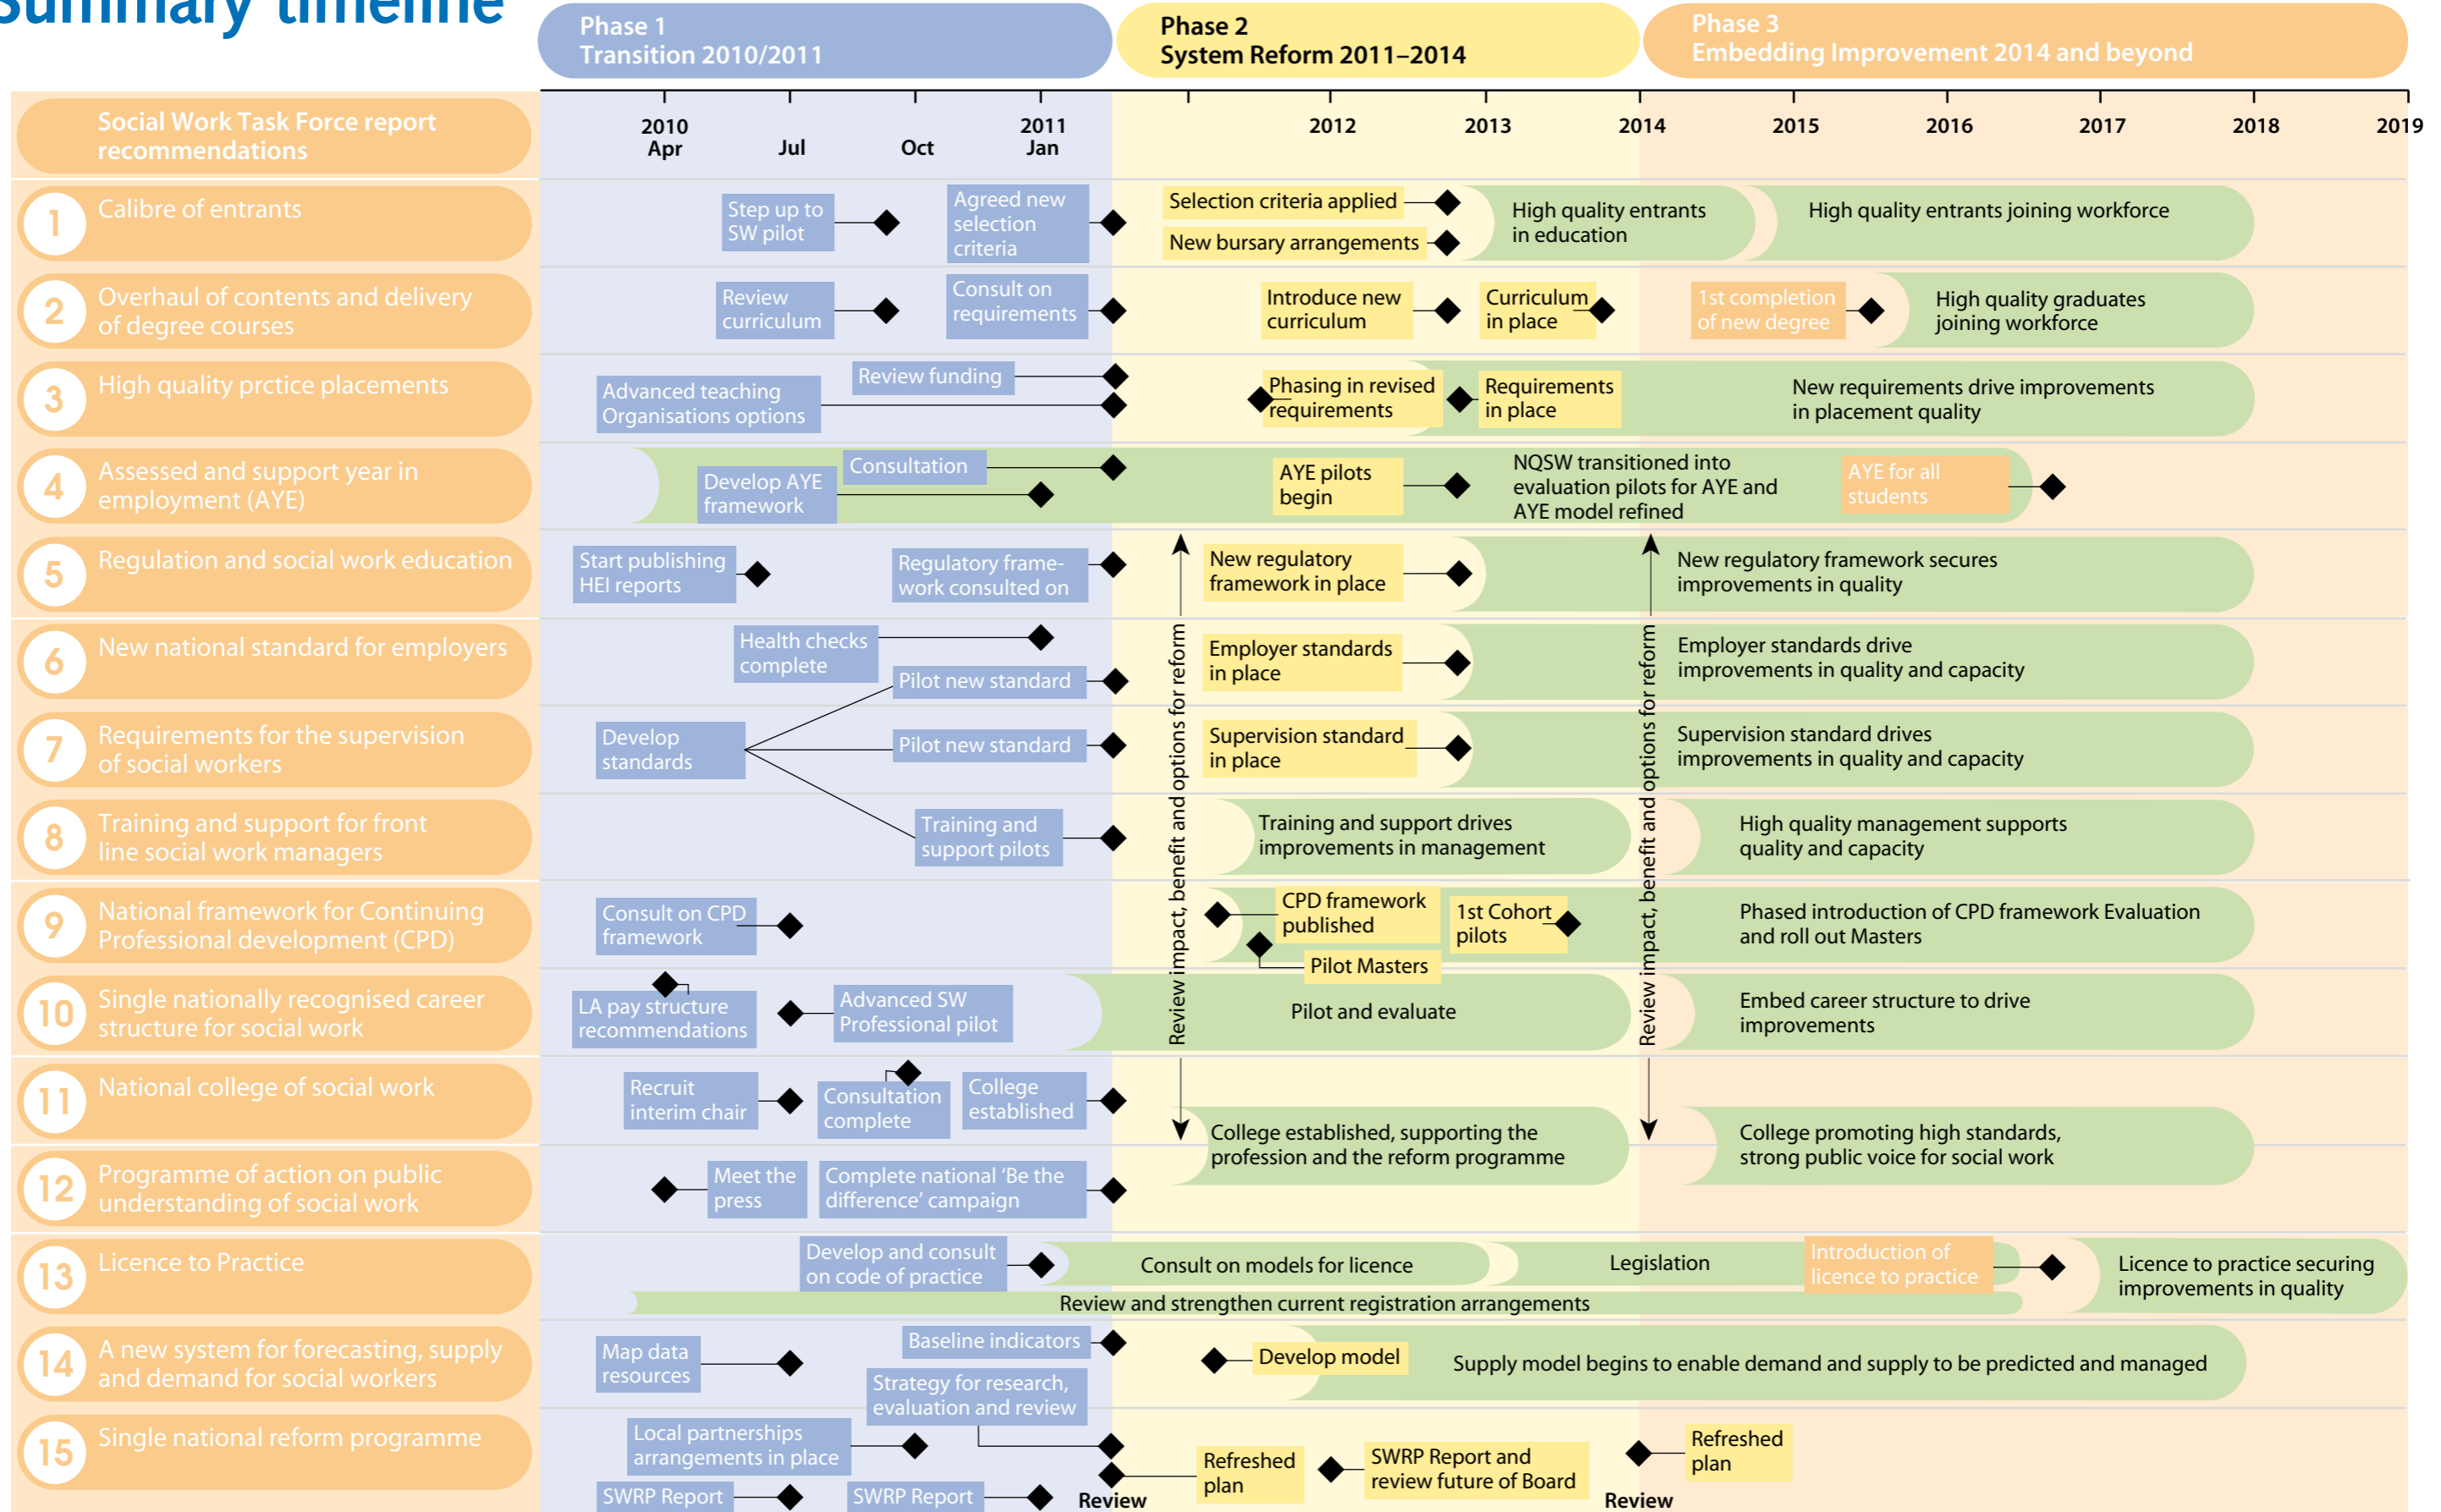 Summary timeline
Phase 1
Transition 2010/2011
Phase 2
System Reform 2011–2014
Phase 3
Embedding Improvement 2014 and beyond
Social Work Task Force report
recommendations
2010
Apr
Jul
Oct
2011
Jan
2012
2013
2014
2015
2016
2017
2018
2019
1
Calibre of entrants
Step up to
SW pilot
Agreed new
selection
criteria
Selection criteria applied
New bursary arrangements
High quality entrants
in education
High quality entrants joining workforce
2
Overhaul of contents and delivery
of degree courses
Review
curriculum
Consult on
requirements
Introduce new
curriculum
Curriculum
in place
1st completion
of new degree
High quality graduates
joining workforce
3
High quality prctice placements
Advanced teaching
Organisations options
Review funding
Phasing in revised
requirements
Requirements
in place
New requirements drive improvements
in placement quality
4
Assessed and support year in
employment (AYE)
Develop AYE
framework
Consultation
AYE pilots
begin
NQSW transitioned into
evaluation pilots for AYE and
AYE model refined
AYE for all
students
5
Regulation and social work education
Start publishing
HEI reports
Regulatory frame-
work consulted on
New regulatory
framework in place
New regulatory framework secures
improvements in quality
6
New national standard for employers
Health checks
complete
Pilot new standard
Employer standards
in place
Employer standards drive
improvements in quality and capacity
7
Requirements for the supervision
of social workers
Develop
standards
Pilot new standard
Supervision standard
in place
Supervision standard drives
improvements in quality and capacity
8
Training and support for front
line social work managers
Training and
support pilots
Training and support drives
improvements in management
High quality management supports
quality and capacity
Review impact, benefit and options for reform
Review impact, benefit and options for reform
9
National framework for Continuing
Professional development (CPD)
Consult on CPD
framework
CPD framework
published
Pilot Masters
1st Cohort
pilots
Phased introduction of CPD framework Evaluation
and roll out Masters
10
Single nationally recognised career
structure for social work
LA pay structure
recommendations
Advanced SW
Professional pilot
Pilot and evaluate
Embed career structure to drive
improvements
11
National college of social work
Recruit
interim chair
Consultation
complete
College
established
College established, supporting the
profession and the reform programme
College promoting high standards,
strong public voice for social work
12
Programme of action on public
understanding of social work
Meet the
press
Complete national ‘Be the
difference’ campaign
13
Licence to Practice
Develop and consult
on code of practice
Consult on models for licence
Legislation
Introduction of
licence to practice
Licence to practice securing
improvements in quality
Review and strengthen current registration arrangements
14
A new system for forecasting, supply
and demand for social workers
Map data
resources
Baseline indicators
Develop model
Supply model begins to enable demand and supply to be predicted and managed
Strategy for research,
evaluation and review
15
Single national reform programme
Local partnerships
arrangements in place
SWRP Report
SWRP Report
Refreshed
plan
SWRP Report and
review future of Board
Refreshed
plan
Review
Review